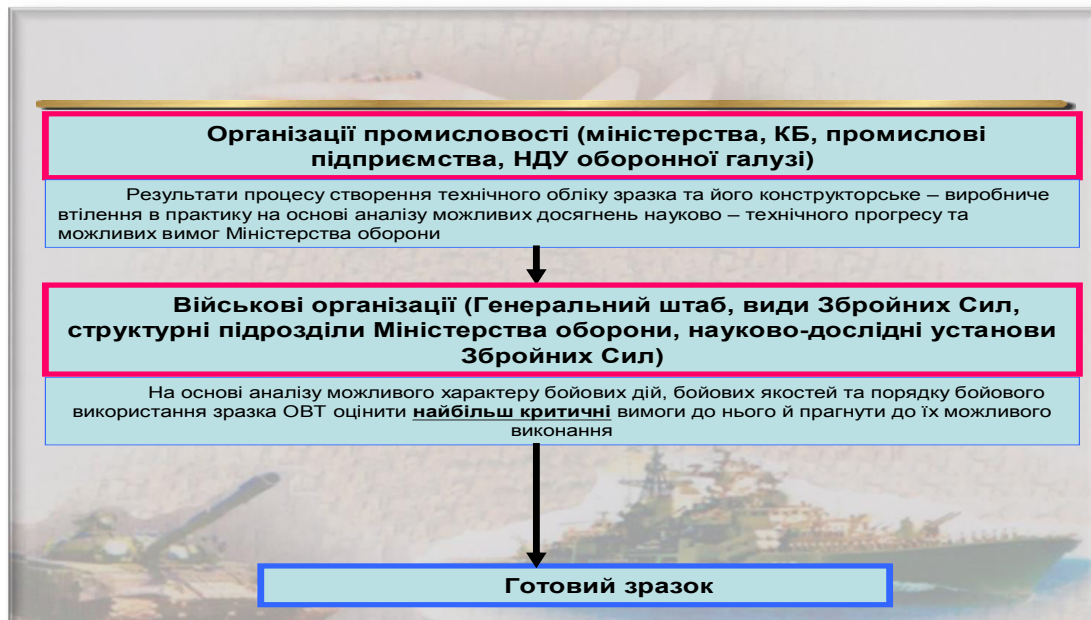 Організації промисловості (міністерства, КБ, промислові
підприємства, НДУ оборонної галузі)
Результати процесу створення технічного обліку зразка та його конструкторське – виробниче
втілення в практику на основі аналізу можливих досягнень науково – технічного прогресу та
можливих вимог Міністерства оборони
Військові організації (Генеральний штаб, види Збройних Сил,
структурні підрозділи Міністерства оборони, науково-дослідні установи
Збройних Сил)
На основі аналізу можливого характеру бойових дій, бойових якостей та порядку бойового
використання зразка ОВТ оцінити найбільш критичні вимоги до нього й прагнути до їх можливого
виконання
Готовий зразок